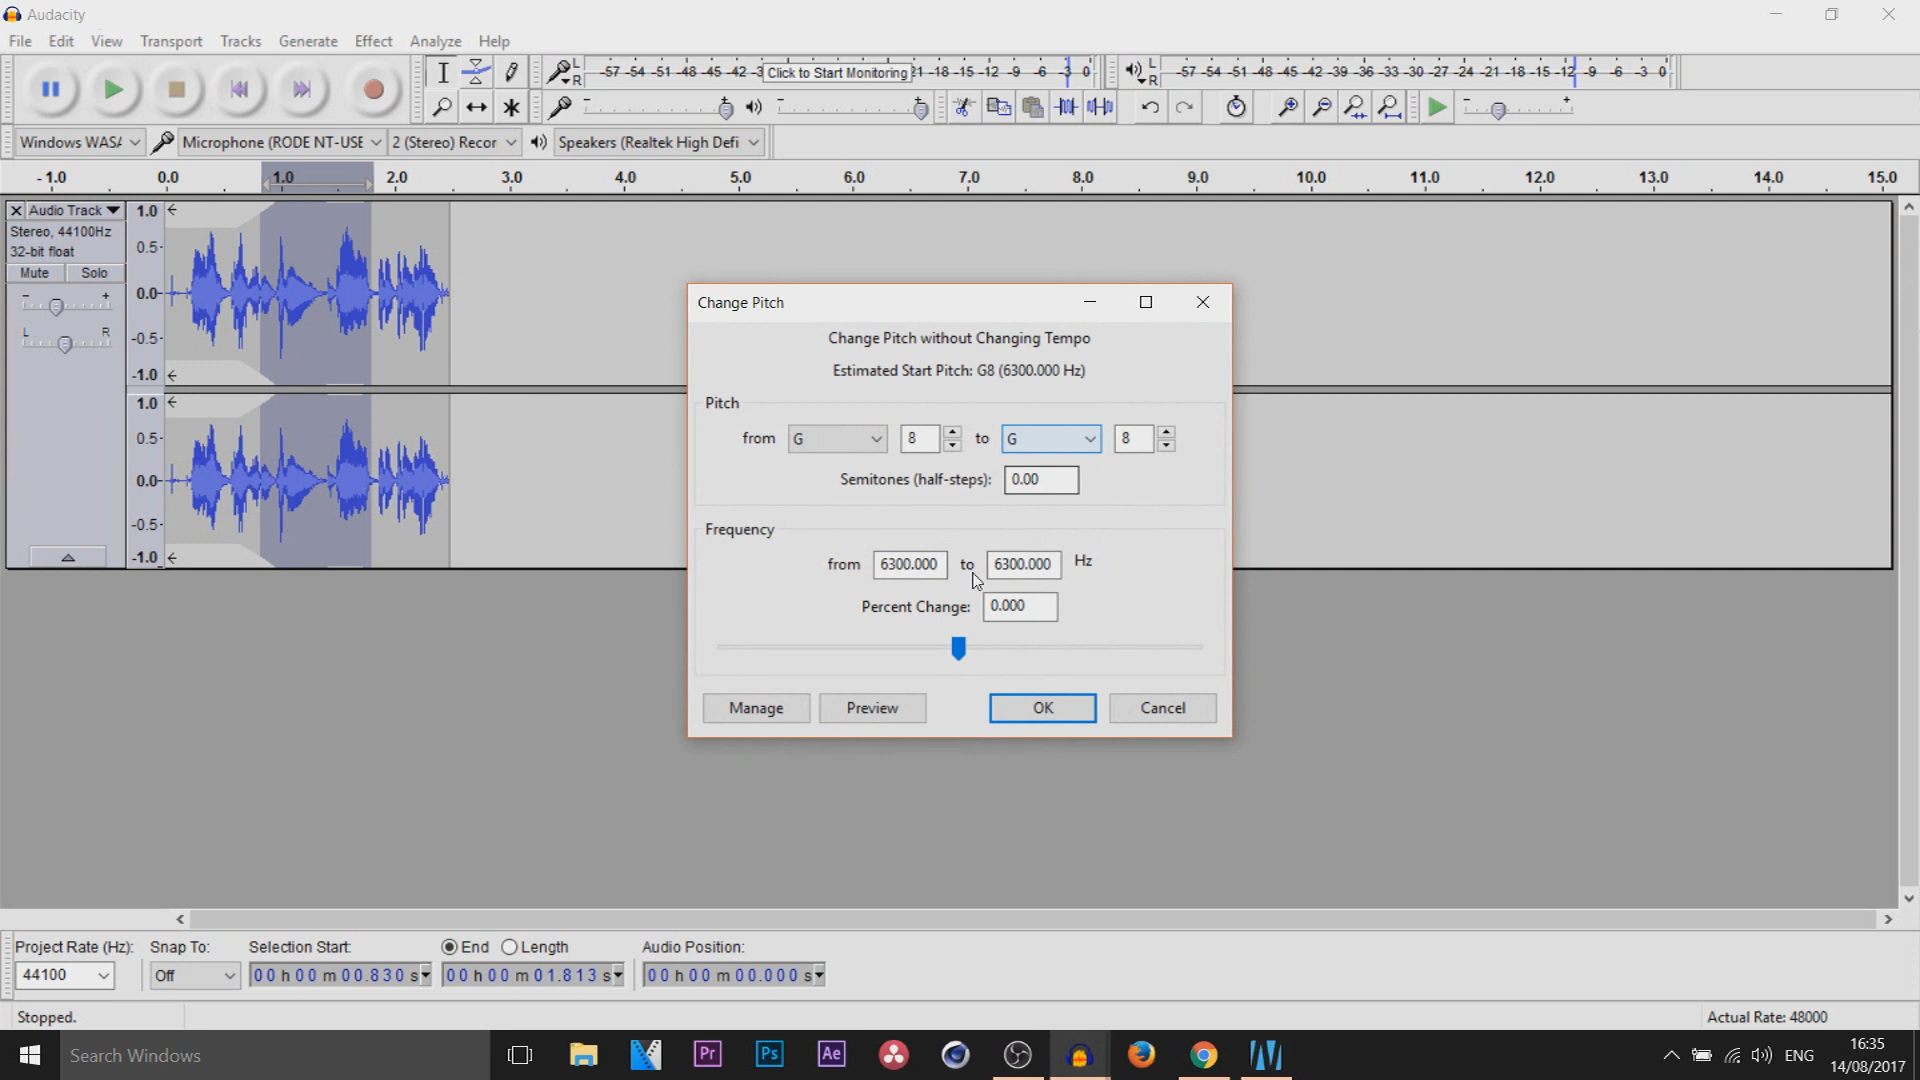 Audacity
File Edit View Transport Tracks Generate Effect Analyze Help
L R -57 -54 -51 -48 -45 -42 -3 Click to Start Monitoring 21 -18 -15 -12 -9 -6 -3 0
L R -57 -54 -51 -48 -45 -42 -39 -36 -33 -30 -27 -24 -21 -18 -15 -12 -9 -6 -3 0
- + - + - +
Windows WASA Microphone (RODE NT-USE 2 (Stereo) Recor Speakers (Realtek High Defi
-1.0 0.0 1.0 2.0 3.0 4.0 5.0 6.0 7.0 8.0 9.0 10.0 11.0 12.0 13.0 14.0 15.0
X Audio Track
Stereo, 44100Hz
32-bit float
Mute Solo
- +
L R
1.0
0.5-
0.0-
-0.5-
-1.0
1.0
0.5-
0.0-
-0.5-
-1.0
Change Pitch
Change Pitch without Changing Tempo
Estimated Start Pitch: G8 (6300.000 Hz)
Pitch
from G 8 to G 8
Semitones (half-steps): 0.00
Frequency
from 6300.000 to 6300.000 Hz
Percent Change: 0.000
Manage Preview OK Cancel
Project Rate (Hz): Snap To: Selection Start: End Length Audio Position:
44100 Off 00 h 00 m 00.830 s 00 h 00 m 01.813 s 00 h 00 m 00.000 s
Stopped. Actual Rate: 48000
Search Windows Pr Ps Ae ENG 16:35
14/08/2017